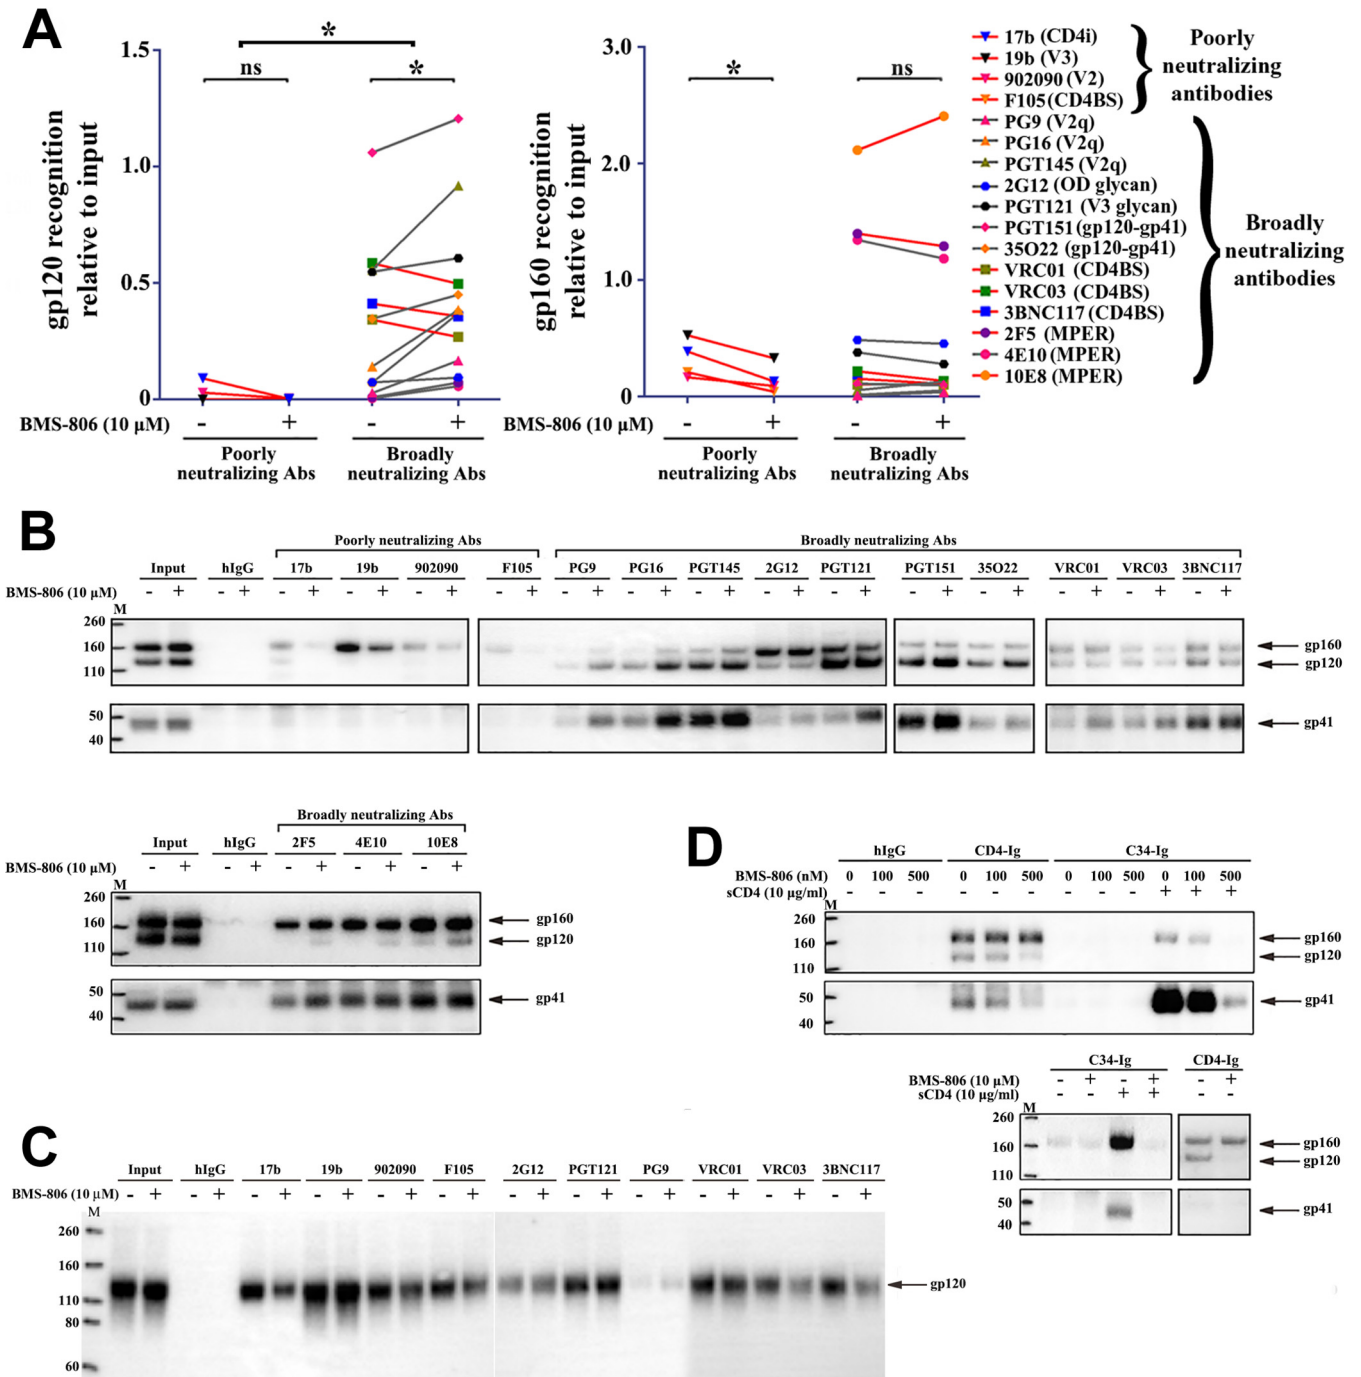 A
1.5
1.0
0.5
0
gp120 recognition
relative to input
*
ns
*
BMS-806 (10 µM)
- + - +
Poorly
neutralizing Abs
Broadly
neutralizing Abs
3.0
2.0
1.0
0
gp160 recognition
relative to input
*
ns
BMS-806 (10 µM)
- + - +
Poorly
neutralizing Abs
Broadly
neutralizing Abs
17b (CD4i)
19b (V3)
902090 (V2)
F105 (CD4BS)
PG9 (V2q)
PG16 (V2q)
PGT145 (V2q)
2G12 (OD glycan)
PGT121 (V3 glycan)
PGT151 (gp120-gp41)
35O22 (gp120-gp41)
VRC01 (CD4BS)
VRC03 (CD4BS)
3BNC117 (CD4BS)
2F5 (MPER)
4E10 (MPER)
10E8 (MPER)
Poorly
neutralizing
antibodies
Broadly
neutralizing
antibodies
B
Poorly neutralizing Abs Broadly neutralizing Abs
Input hIgG 17b 19b 902090 F105 PG9 PG16 PGT145 2G12 PGT121 PGT151 35O22 VRC01 VRC03 3BNC117
BMS-806 (10 µM) - + - + - + - + - + - + - + - + - + - + - + - + - + - + - + - +
M
260
160
110
gp160
gp120
50
40
gp41
Broadly neutralizing Abs
Input hIgG 2F5 4E10 10E8
BMS-806 (10 µM) - + - + - + - + - +
M
260
160
110
gp160
gp120
50
40
gp41
D
hIgG CD4-Ig C34-Ig
BMS-806 (nM) 0 100 500 0 100 500 0 100 500 0 100 500
sCD4 (10 µg/ml) - - - - - - - - - + + +
M
260
160
110
gp160
gp120
50
40
gp41
C34-Ig CD4-Ig
BMS-806 (10 µM) - + - + - +
sCD4 (10 µg/ml) - - + + - -
M
260
160
110
gp160
gp120
50
40
gp41
C
Input hIgG 17b 19b 902090 F105 2G12 PGT121 PG9 VRC01 VRC03 3BNC117
BMS-806 (10 µM) - + - + - + - + - + - + - + - + - + - + - + - +
M
260
160
110
80
60
gp120